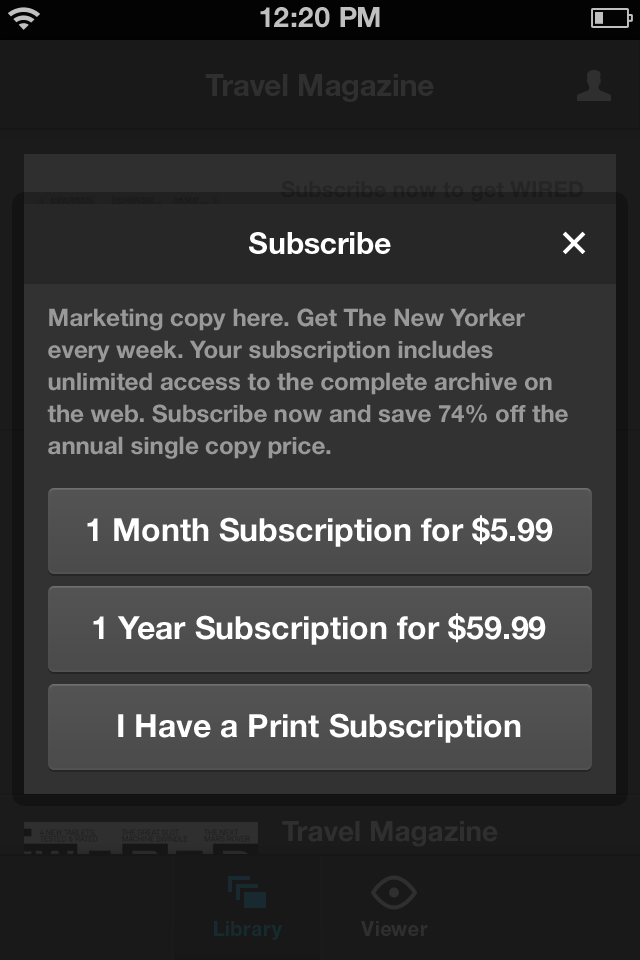 12:20 PM
Travel Magazine
Subscribe now to get WIRED
Subscribe
Marketing copy here. Get The New Yorker
every week. Your subscription includes
unlimited access to the complete archive on
the web. Subscribe now and save 74% off the
annual single copy price.
1 Month Subscription for $5.99
1 Year Subscription for $59.99
I Have a Print Subscription
Travel Magazine
Library
Viewer